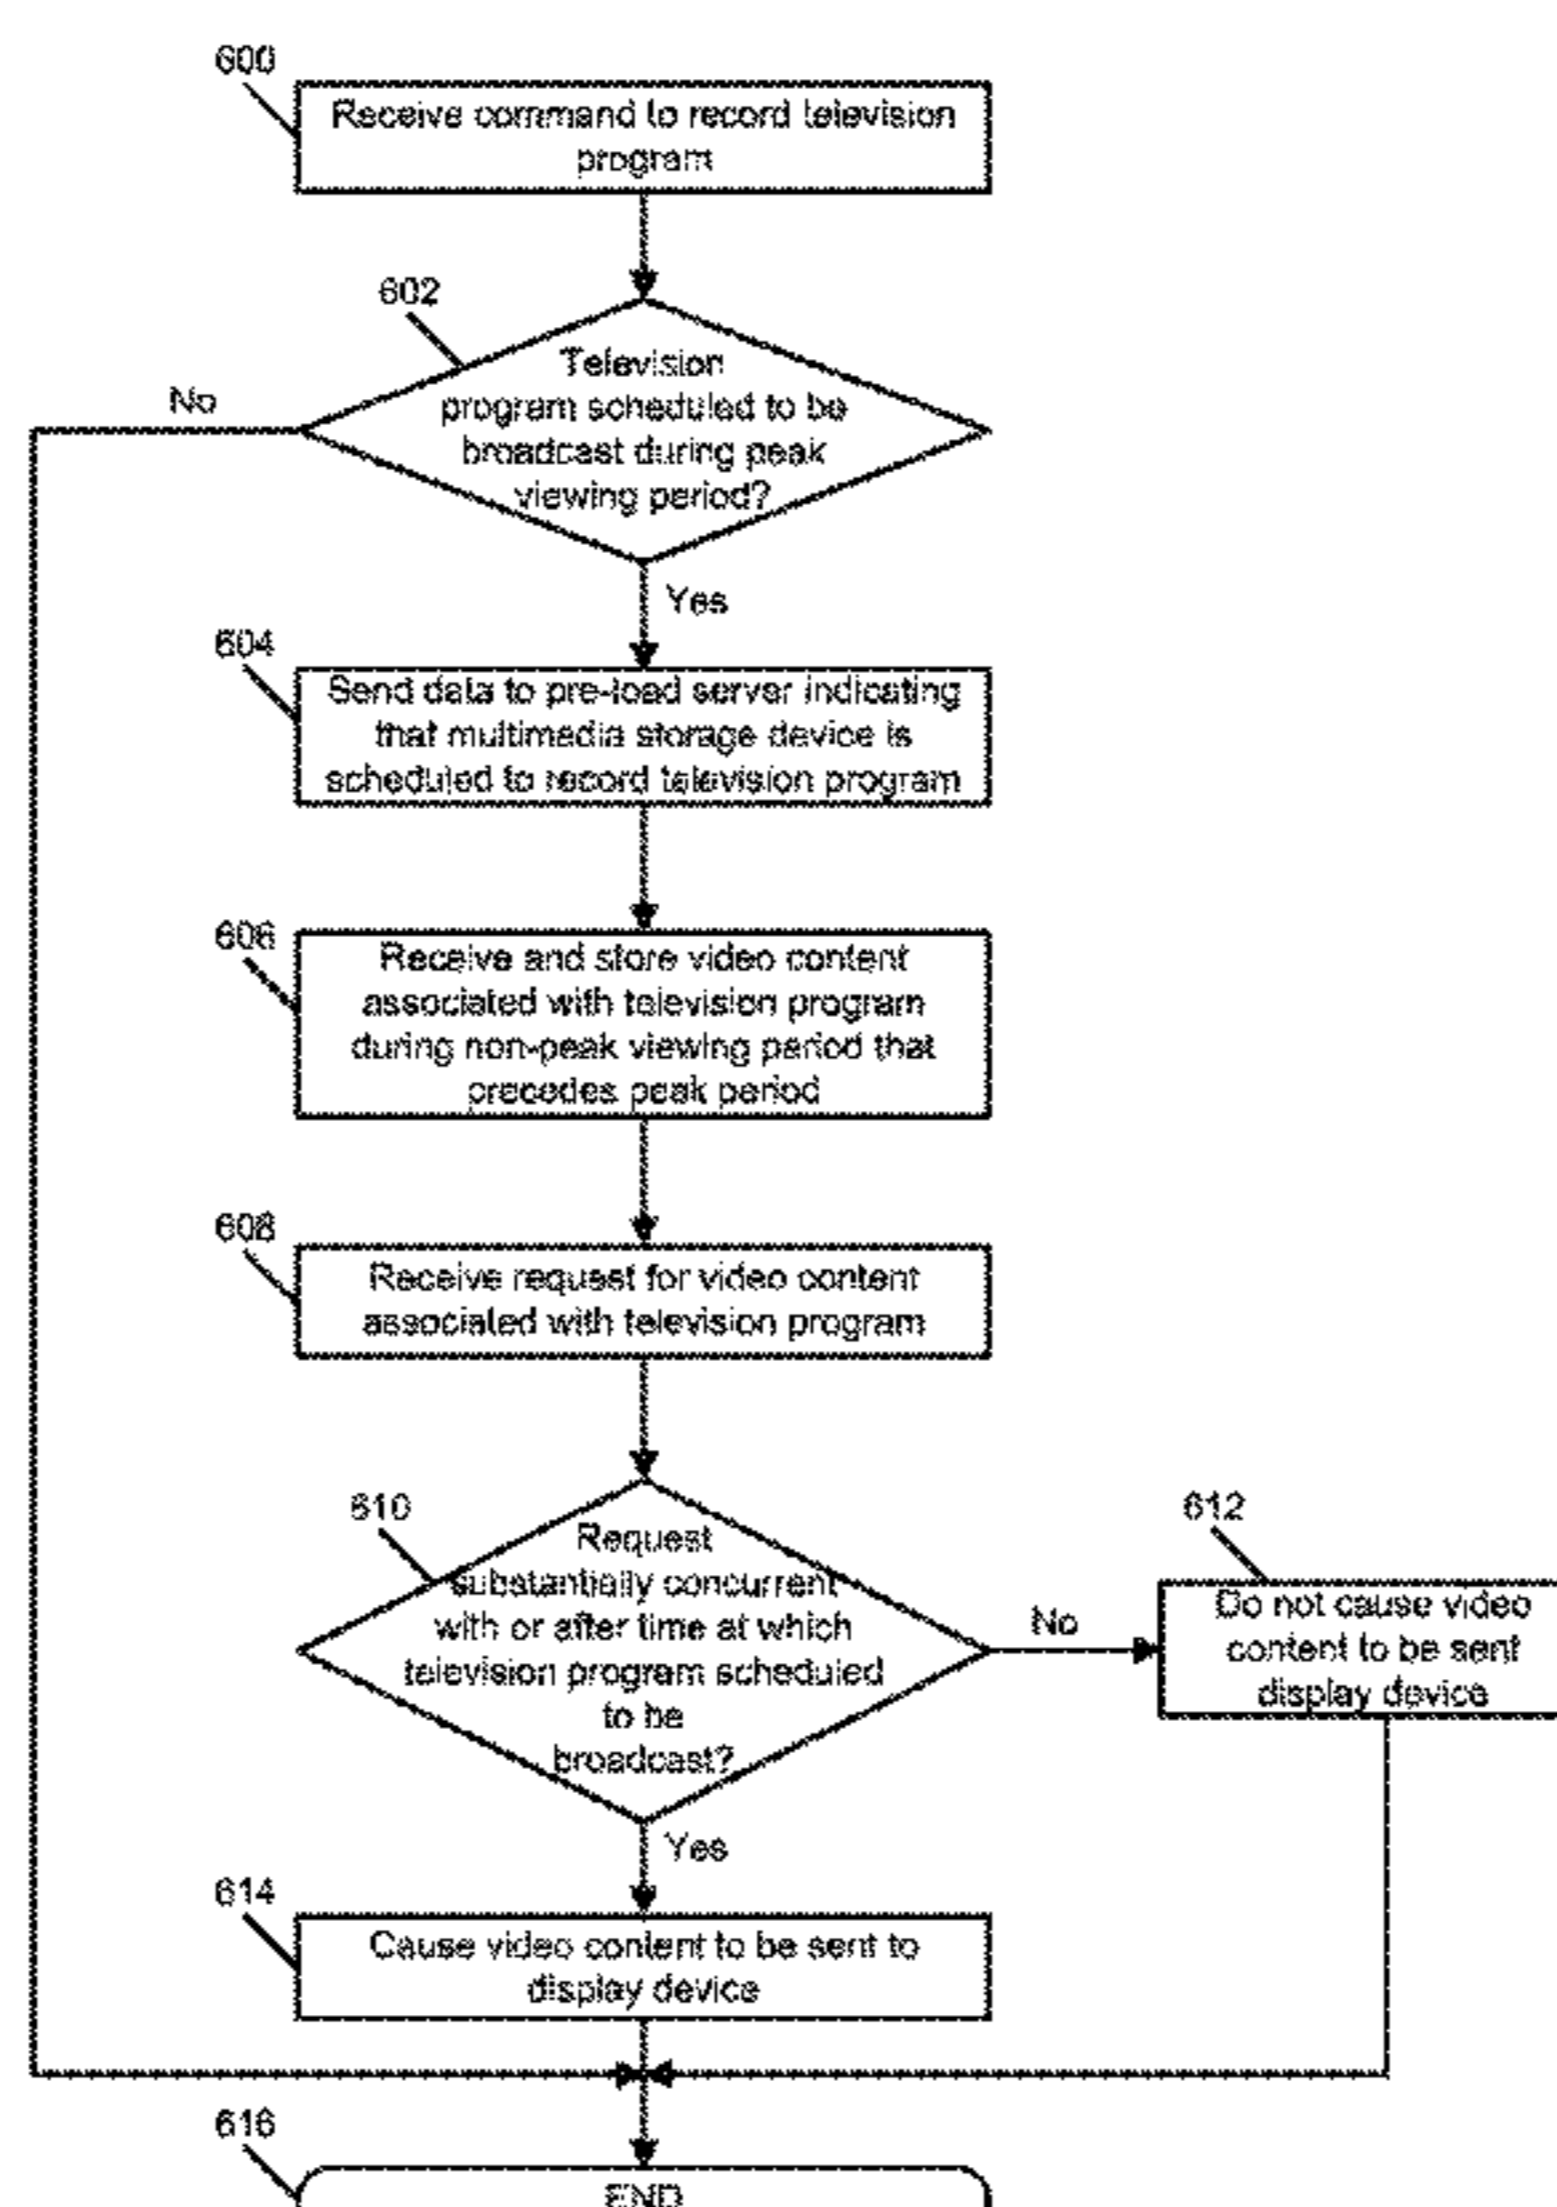 600
Receive command to record television
program
602
Television
program scheduled to be
broadcast during peak
viewing period?
No
Yes
604
Send data to pre-load server indicating
that multimedia storage device is
scheduled to record television program
606
Receive and store video content
associated with television program
during non-peak viewing period that
precedes peak period
608
Receive request for video content
associated with television program
610
Request
substantially concurrent
with or after time at which
television program scheduled
to be
broadcast?
No
612
Do not cause video
content to be sent
display device
Yes
614
Cause video content to be sent to
display device
616
END